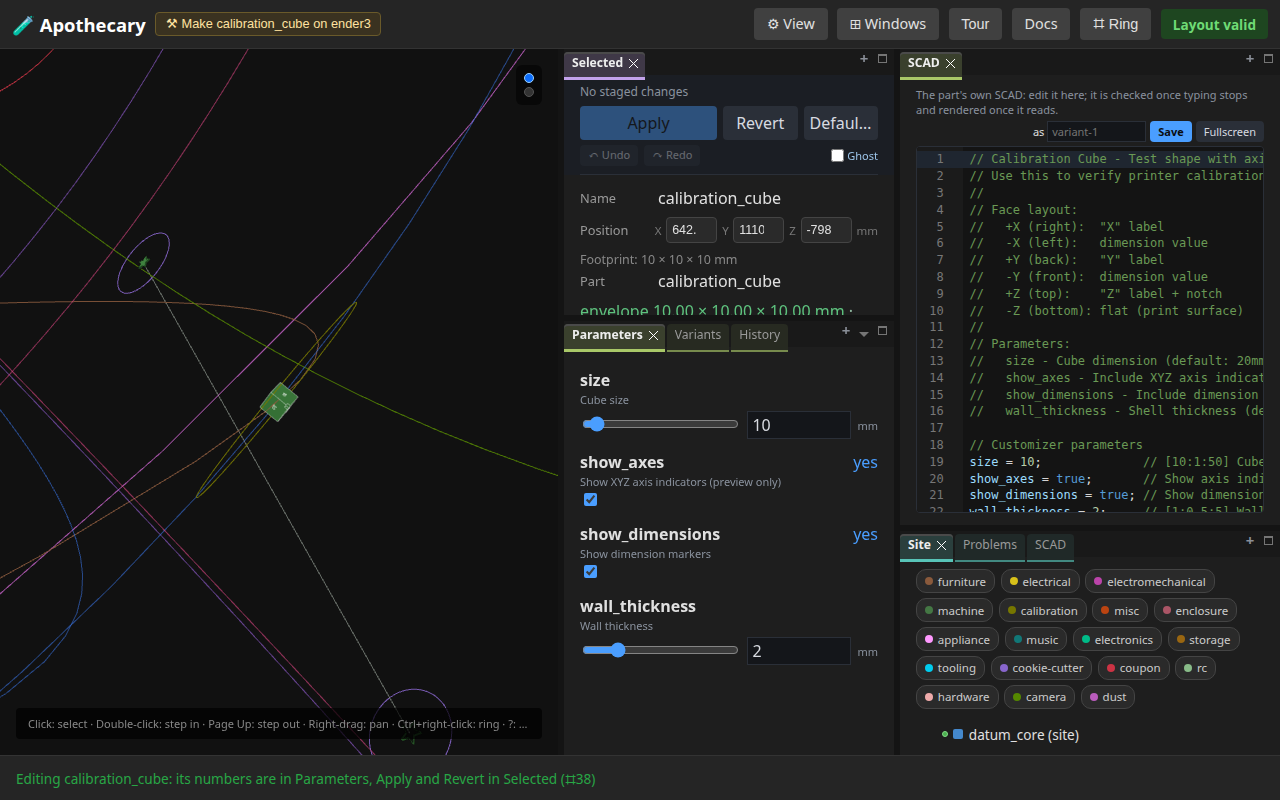 🧪 Apothecary
⚒ Make calibration_cube on ender3
⚙ View
⊞ Windows
Tour
Docs
⌗ Ring
Layout valid
Click: select · Double-click: step in · Page Up: step out · Right-drag: pan · Ctrl+right-click: ring · ?: ...
Selected
No staged changes
Apply
Revert
Defaul...
↶ Undo
↷ Redo
Ghost
Name calibration_cube
Position X 642. Y 1110 Z -798 mm
Footprint: 10 × 10 × 10 mm
Part calibration_cube
envelope 10.00 × 10.00 × 10.00 mm ·
Parameters
Variants
History
size
Cube size
10 mm
show_axes yes
Show XYZ axis indicators (preview only)
show_dimensions yes
Show dimension markers
wall_thickness
Wall thickness
2 mm
SCAD
The part's own SCAD: edit it here; it is checked once typing stops
and rendered once it reads.
as variant-1 Save Fullscreen
1 // Calibration Cube - Test shape with axi
2 // Use this to verify printer calibration
3 //
4 // Face layout:
5 //   +X (right):  "X" label
6 //   -X (left):   dimension value
7 //   +Y (back):   "Y" label
8 //   -Y (front):  dimension value
9 //   +Z (top):    "Z" label + notch
10 //   -Z (bottom): flat (print surface)
11 //
12 // Parameters:
13 //   size - Cube dimension (default: 20mm
14 //   show_axes - Include XYZ axis indicat
15 //   show_dimensions - Include dimension
16 //   wall_thickness - Shell thickness (de
17
18 // Customizer parameters
19 size = 10; // [10:1:50] Cube
20 show_axes = true; // Show axis indi
21 show_dimensions = true; // Show dimension
22 wall_thickness = 2; // [1:0.5:5] Wall
Site
Problems
SCAD
furniture
electrical
electromechanical
machine
calibration
misc
enclosure
appliance
music
electronics
storage
tooling
cookie-cutter
coupon
rc
hardware
camera
dust
datum_core (site)
Editing calibration_cube: its numbers are in Parameters, Apply and Revert in Selected (⌗38)